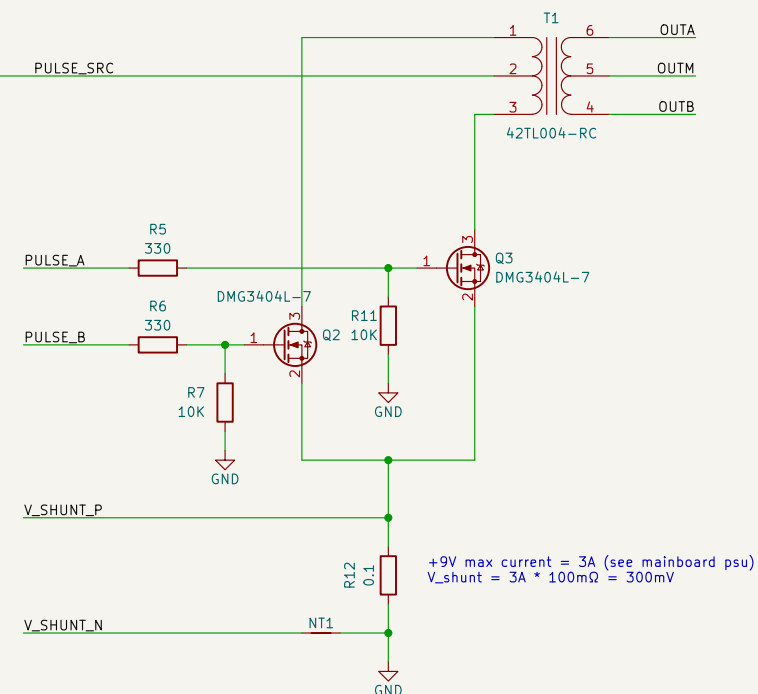 T1
1
6
OUTA
PULSE_SRC
2
5
OUTM
3
4
OUTB
42TL004-RC
R5
330
PULSE_A
1
3
Q3
DMG3404L-7
2
R6
330
DMG3404L-7
PULSE_B
1
3
Q2
2
R11
10K
R7
10K
GND
GND
V_SHUNT_P
R12
0.1
+9V max current = 3A (see mainboard psu)
V_shunt = 3A * 100mΩ = 300mV
V_SHUNT_N
NT1
GND